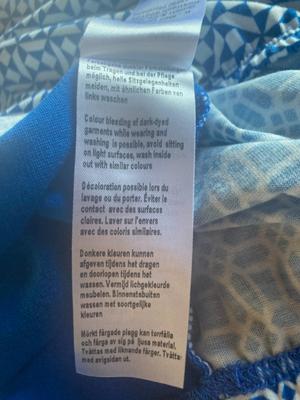 beim Tragen und bei der Pflege
möglich, helle Sitzgelegenheiten
meiden, mit ähnlichen Farben von
links waschen
Colour bleeding of dark-dyed
garments while wearing and
washing is possible, avoid sitting
on light surfaces, wash inside
out with similar colours
Décoloration possible lors du
lavage ou du porter. Éviter le
contact avec des surfaces
claires. Laver sur l'envers
avec des coloris similaires.
Donkere kleuren kunnen
afgeven tijdens het dragen
en doorlopen tijdens het
wassen. Vermijd lichtgekleurde
meubelen. Binnenstebuiten
wassen met soortgelijke
kleuren
Mörkt färgade plagg kan torrfälla
och färga av sig på ljusa material.
Tvättas med liknande färger. Tvätta
med avigsidan ut.